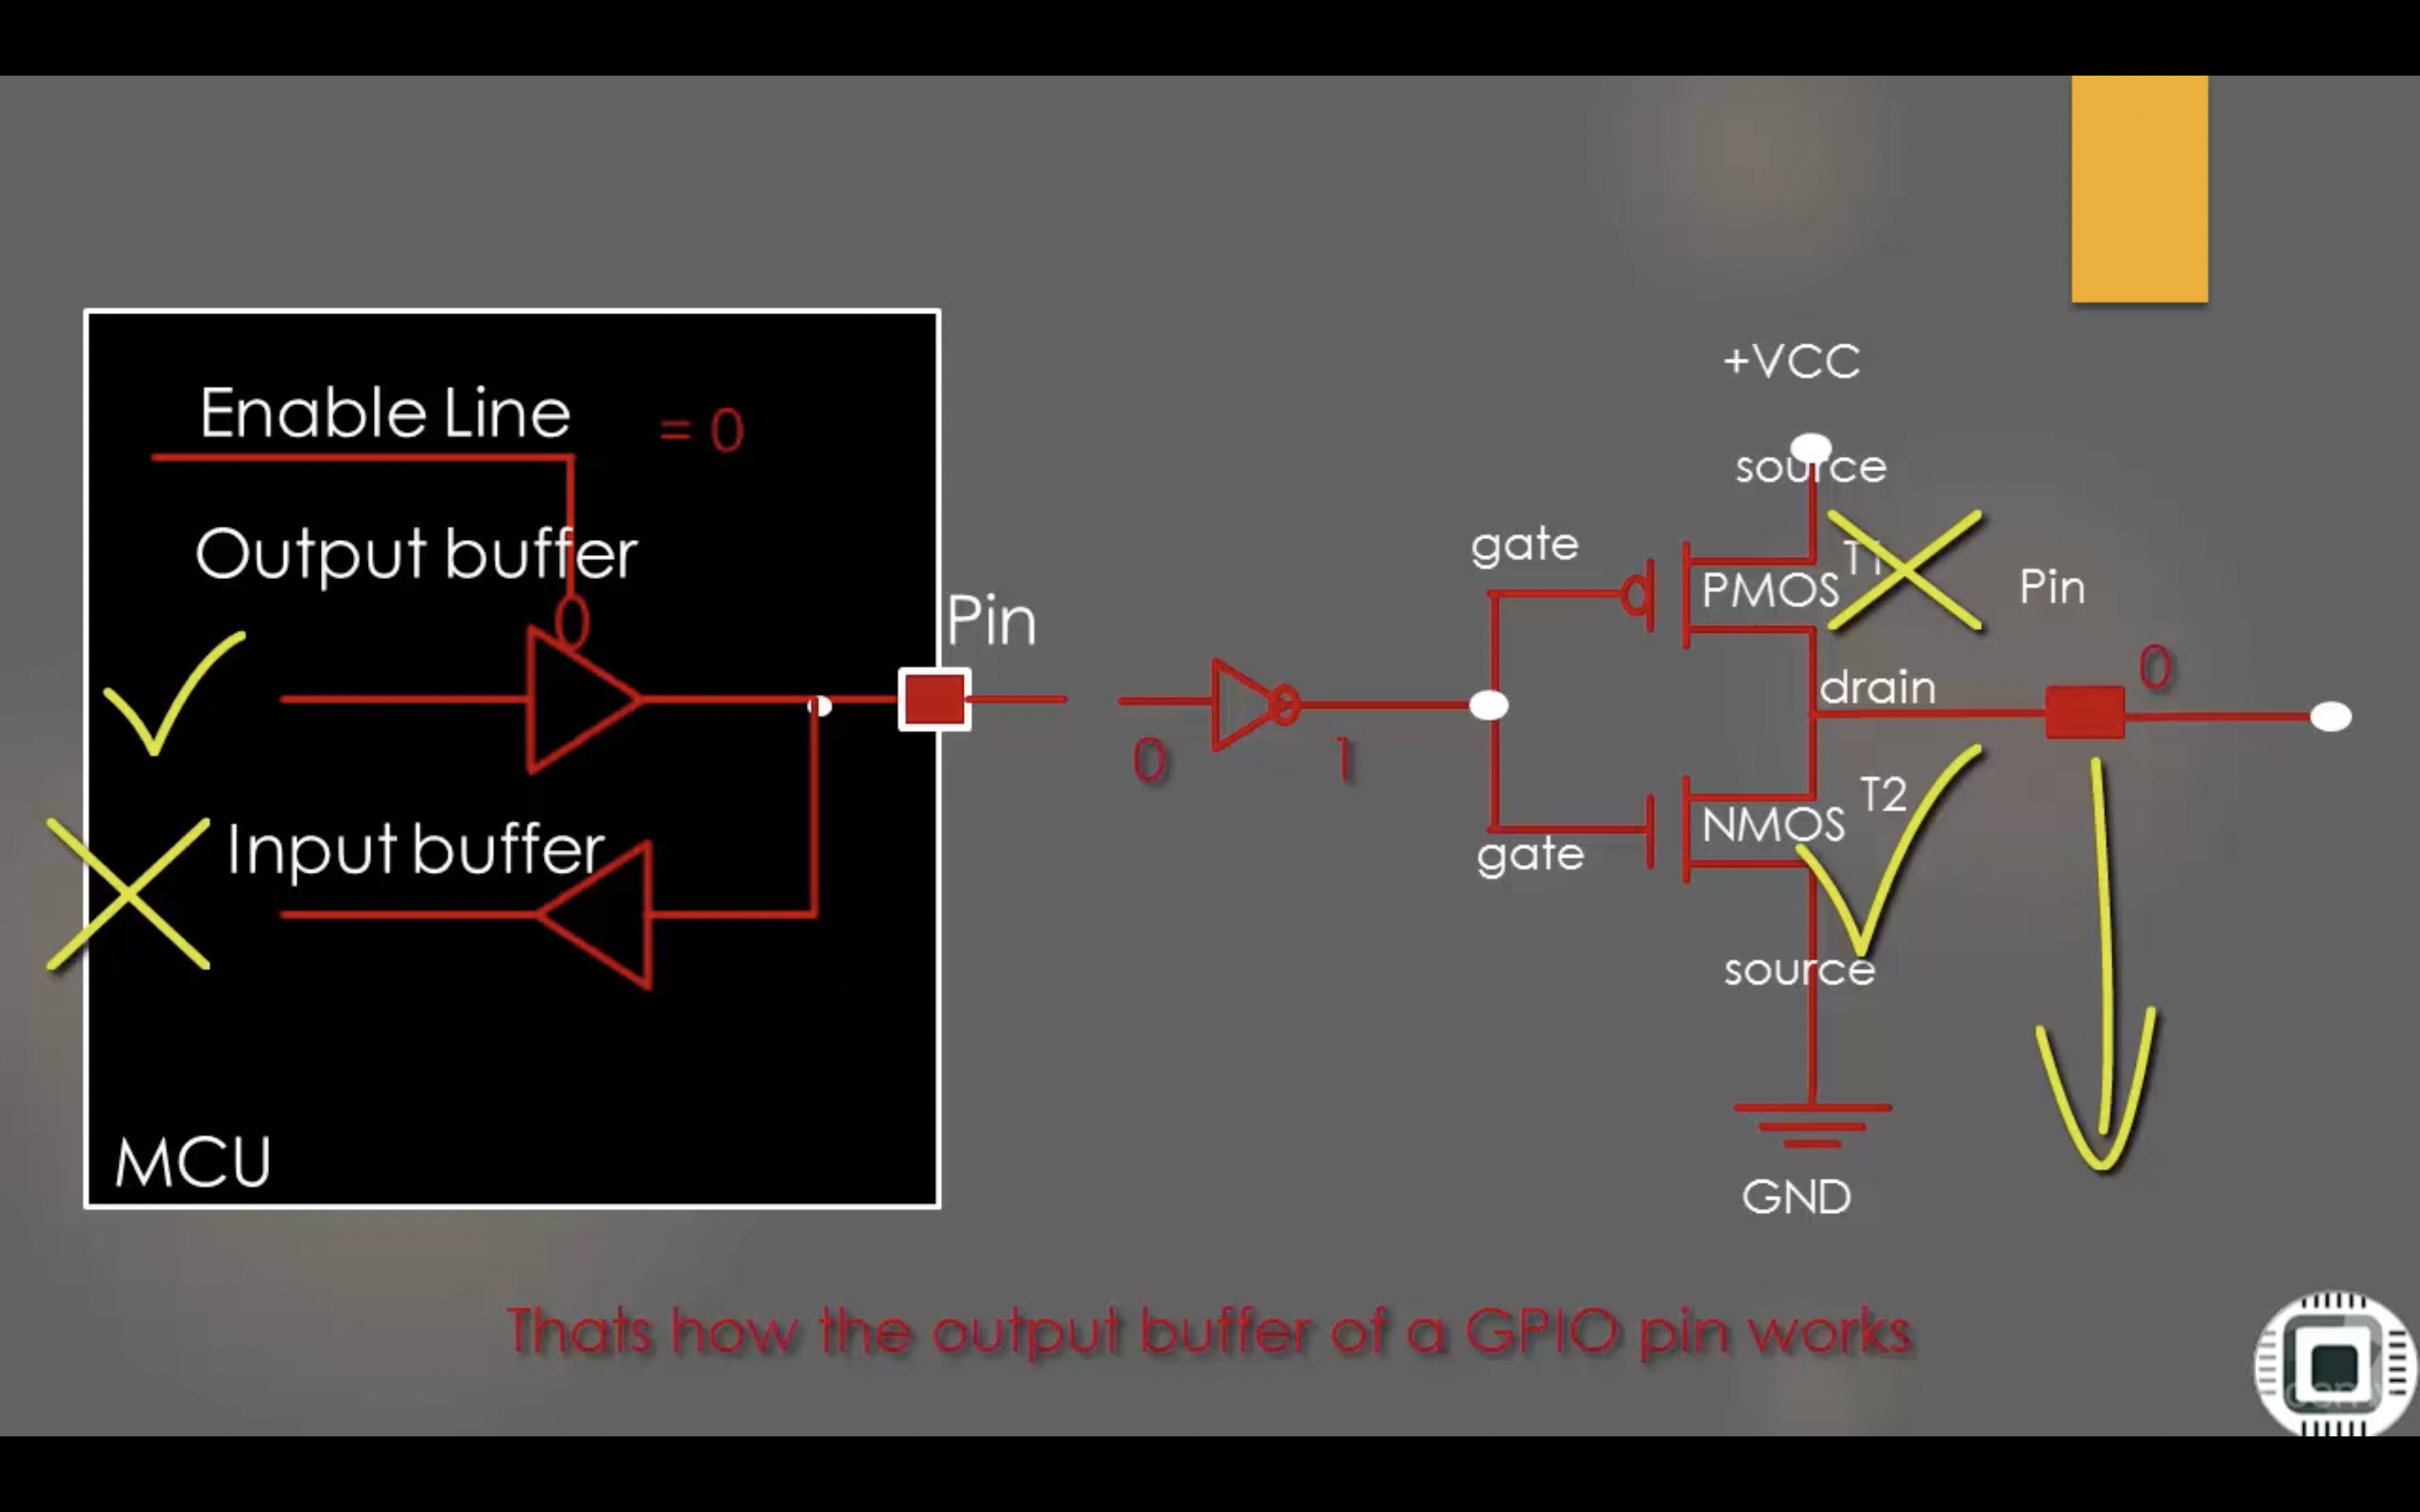 Enable Line
= 0
Output buffer
Pin
Input buffer
MCU
+VCC
source
gate
PMOS
T1
Pin
drain
0
0
1
NMOS
T2
gate
source
GND
Thats how the output buffer of a GPIO pin works